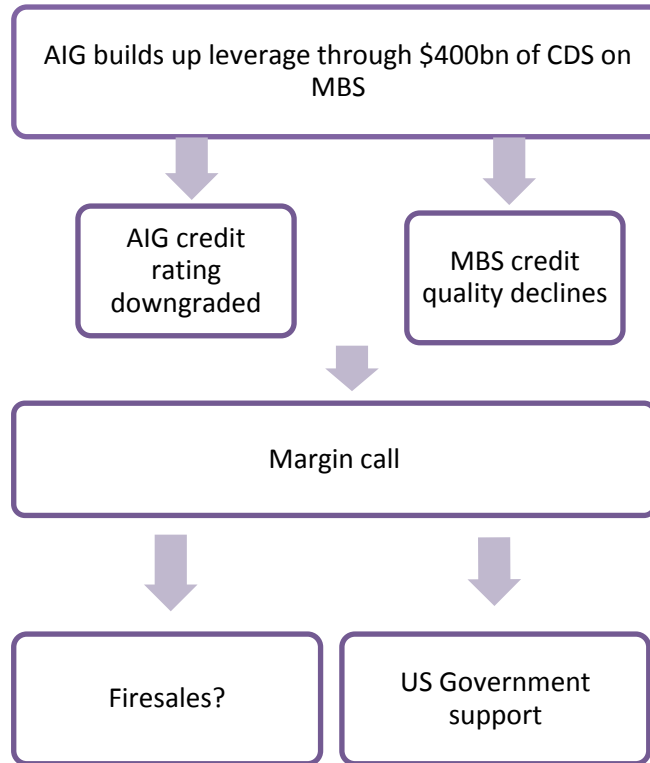 AIG builds up leverage through $400bn of CDS on
MBS
AIG credit
rating
downgraded
MBS credit
quality declines
Margin call
Firesales?
US Government
support